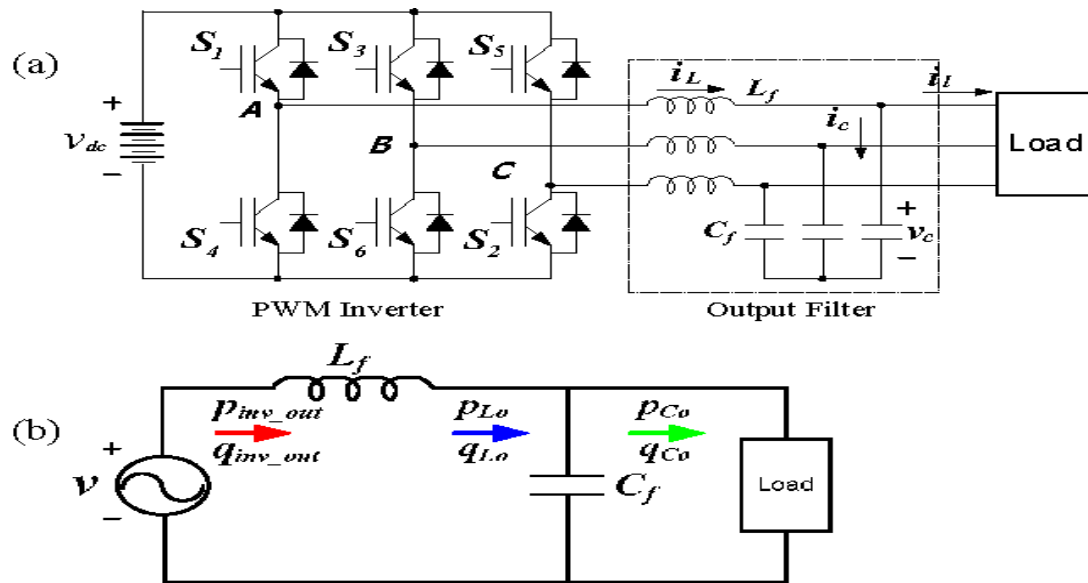 (a)
S1
S3
S5
iL
Lf
il
+
A
ic
vdc
B
Load
−
C
+
S4
S6
S2
Cf
vc
−
PWM Inverter
Output Filter
Lf
(b)
pinv_out
pLo
pCo
+
qinv_out
qLo
qCo
v
Cf
Load
−